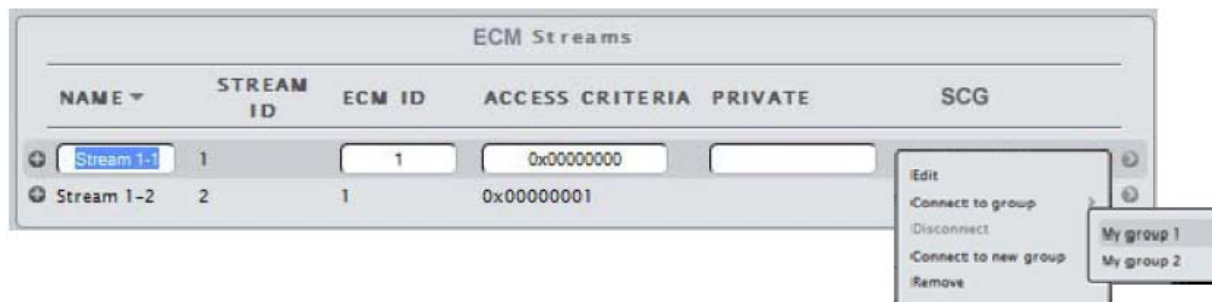 ECM Streams
NAME STREAM ID ECM ID ACCESS CRITERIA PRIVATE SCG
Stream 1-1 1 1 0x00000000
Stream 1-2 2 1 0x00000001
Edit
Connect to group
Disconnect
Connect to new group
Remove
My group 1
My group 2